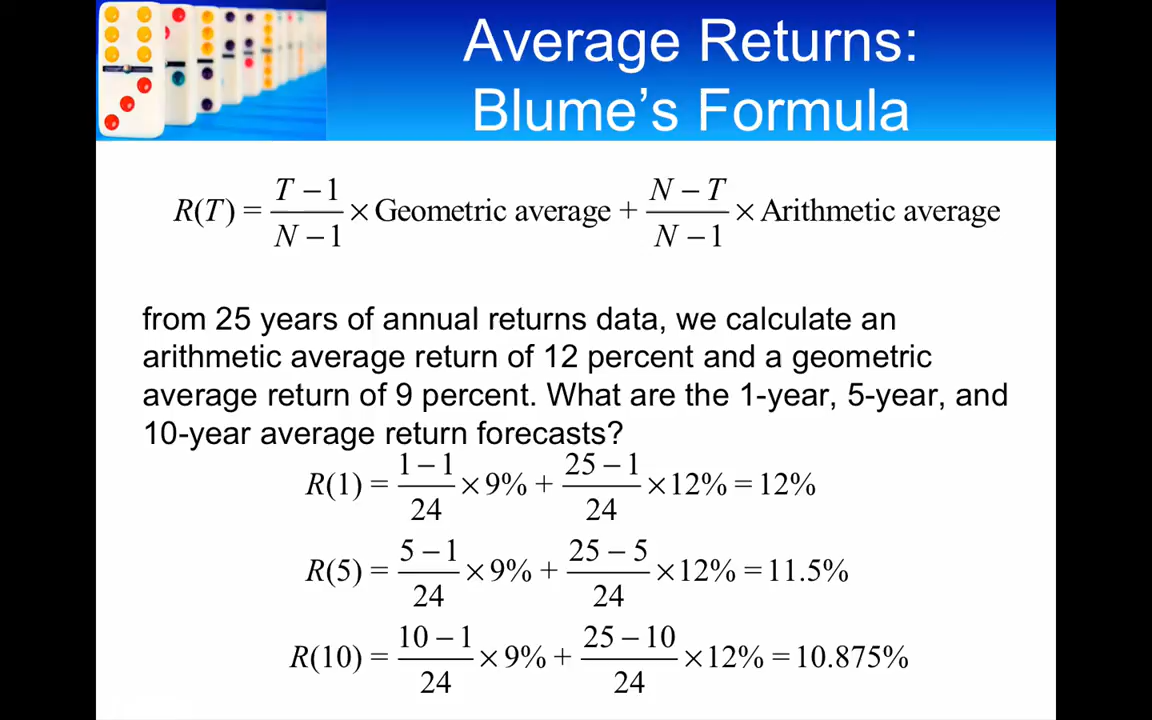 Average Returns:
Blume's Formula
R(T) = (T − 1)/(N − 1) × Geometric average + (N − T)/(N − 1) × Arithmetic average
from 25 years of annual returns data, we calculate an
arithmetic average return of 12 percent and a geometric
average return of 9 percent. What are the 1-year, 5-year, and
10-year average return forecasts?
R(1) = (1 − 1)/24 × 9% + (25 − 1)/24 × 12% = 12%
R(5) = (5 − 1)/24 × 9% + (25 − 5)/24 × 12% = 11.5%
R(10) = (10 − 1)/24 × 9% + (25 − 10)/24 × 12% = 10.875%